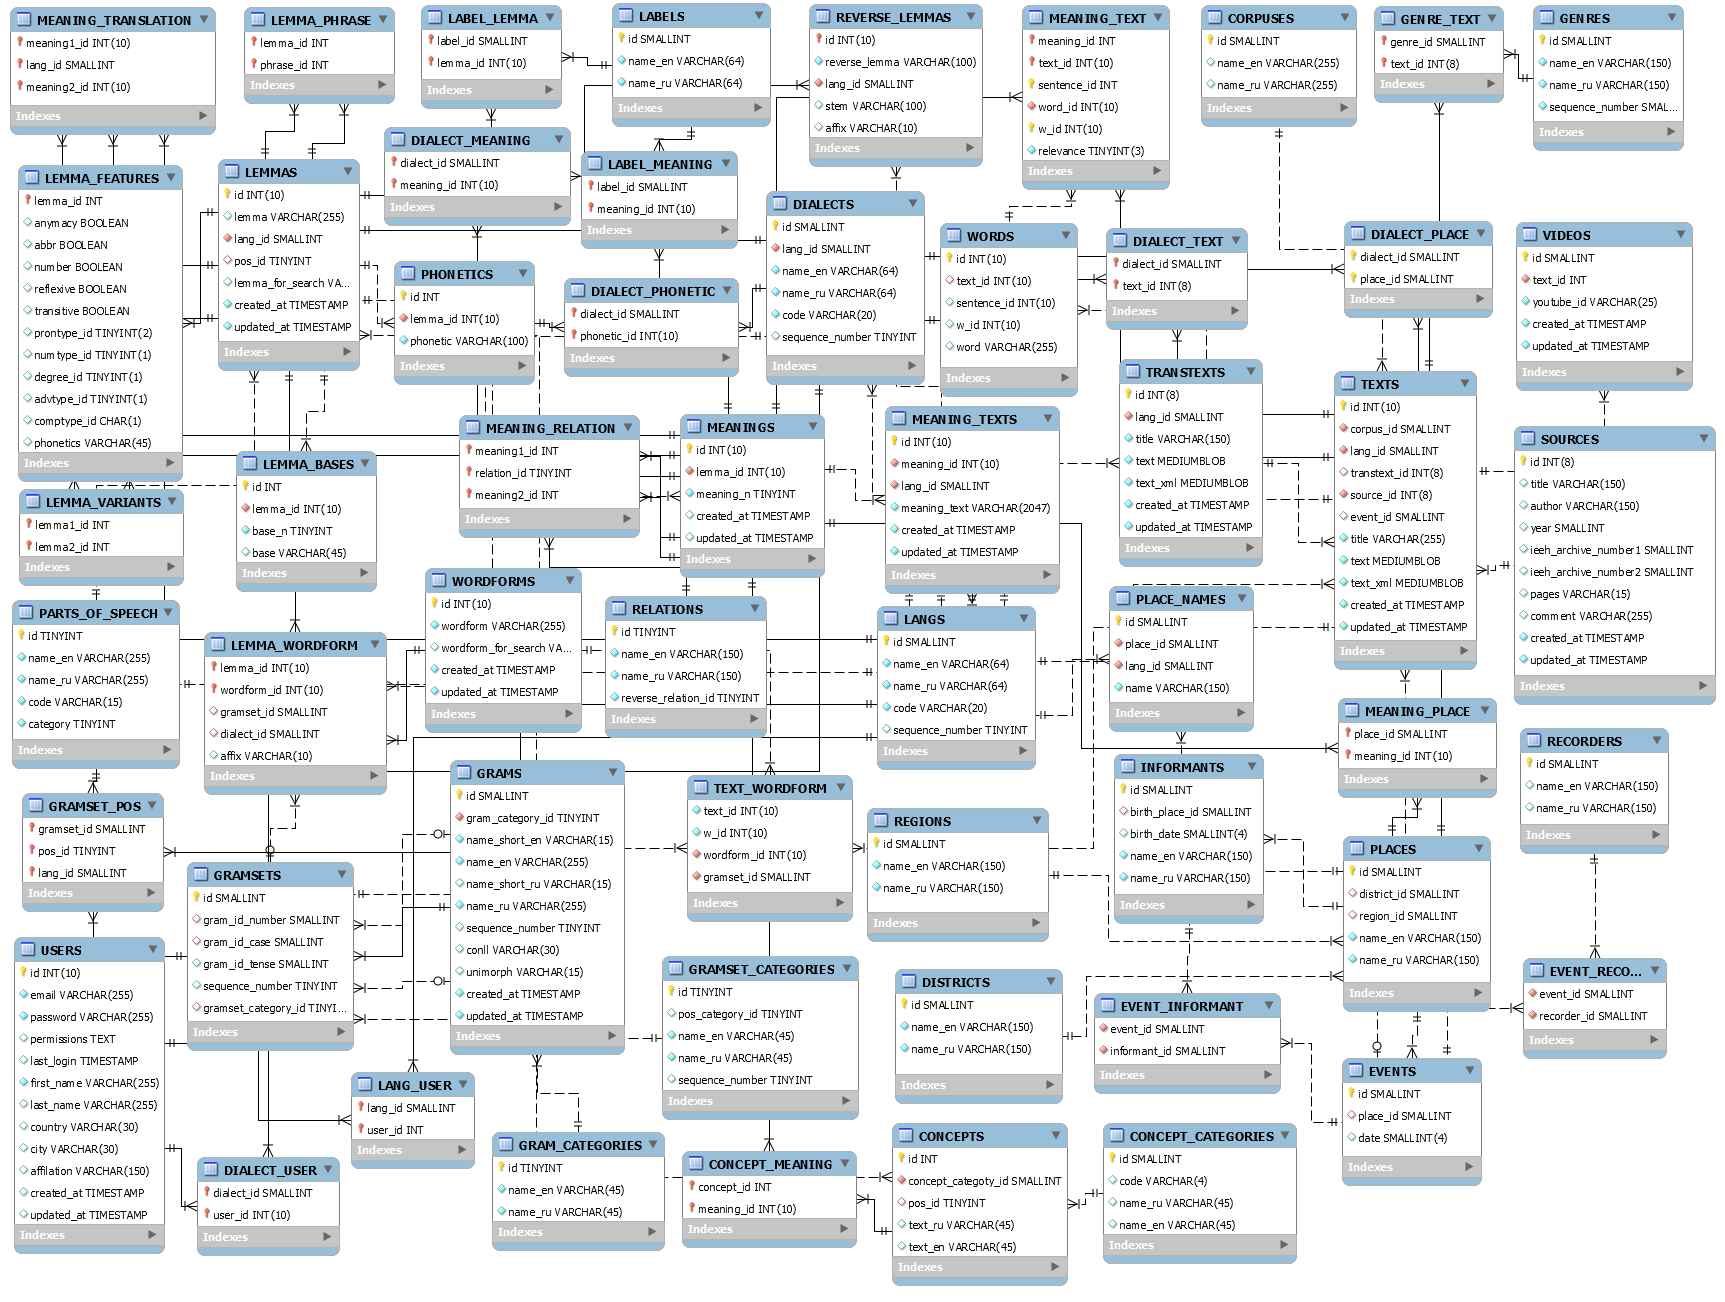 MEANING_TRANSLATION
meaning1_id INT(10)
lang_id SMALLINT
meaning2_id INT(10)
Indexes
LEMMA_PHRASE
lemma_id INT
phrase_id INT
Indexes
LABEL_LEMMA
label_id SMALLINT
lemma_id INT(10)
Indexes
LABELS
id SMALLINT
name_en VARCHAR(64)
name_ru VARCHAR(64)
Indexes
REVERSE_LEMMAS
id INT(10)
reverse_lemma VARCHAR(100)
lang_id SMALLINT
stem VARCHAR(100)
affix VARCHAR(10)
Indexes
MEANING_TEXT
meaning_id INT
text_id INT(10)
sentence_id INT
word_id INT(10)
w_id INT(10)
relevance TINYINT(3)
Indexes
CORPUSES
id SMALLINT
name_en VARCHAR(255)
name_ru VARCHAR(255)
Indexes
GENRE_TEXT
genre_id SMALLINT
text_id INT(8)
Indexes
GENRES
id SMALLINT
name_en VARCHAR(150)
name_ru VARCHAR(150)
sequence_number SMAL...
Indexes
LEMMA_FEATURES
lemma_id INT
anymacy BOOLEAN
abbr BOOLEAN
number BOOLEAN
reflexive BOOLEAN
transitive BOOLEAN
prontype_id TINYINT(2)
numtype_id TINYINT(1)
degree_id TINYINT(1)
advtype_id TINYINT(1)
comptype_id CHAR(1)
phonetics VARCHAR(45)
Indexes
LEMMAS
id INT(10)
lemma VARCHAR(255)
lang_id SMALLINT
pos_id TINYINT
lemma_for_search VA...
created_at TIMESTAMP
updated_at TIMESTAMP
Indexes
DIALECT_MEANING
dialect_id SMALLINT
meaning_id INT(10)
Indexes
LABEL_MEANING
label_id SMALLINT
meaning_id INT(10)
Indexes
DIALECTS
id SMALLINT
lang_id SMALLINT
name_en VARCHAR(64)
name_ru VARCHAR(64)
code VARCHAR(20)
sequence_number TINYINT
Indexes
WORDS
id INT(10)
text_id INT(10)
sentence_id INT(10)
w_id INT(10)
word VARCHAR(255)
Indexes
DIALECT_TEXT
dialect_id SMALLINT
text_id INT(8)
Indexes
DIALECT_PLACE
dialect_id SMALLINT
place_id SMALLINT
Indexes
VIDEOS
id SMALLINT
text_id INT
youtube_id VARCHAR(25)
created_at TIMESTAMP
updated_at TIMESTAMP
Indexes
PHONETICS
id INT
lemma_id INT(10)
phonetic VARCHAR(100)
Indexes
DIALECT_PHONETIC
dialect_id SMALLINT
phonetic_id INT(10)
Indexes
TRANSTEXTS
id INT(8)
lang_id SMALLINT
title VARCHAR(150)
text MEDIUMBLOB
text_xml MEDIUMBLOB
created_at TIMESTAMP
updated_at TIMESTAMP
Indexes
TEXTS
id INT(10)
corpus_id SMALLINT
lang_id SMALLINT
transtext_id INT(8)
source_id INT(8)
event_id SMALLINT
title VARCHAR(255)
text MEDIUMBLOB
text_xml MEDIUMBLOB
created_at TIMESTAMP
updated_at TIMESTAMP
Indexes
SOURCES
id INT(8)
title VARCHAR(150)
author VARCHAR(150)
year SMALLINT
ieeh_archive_number1 SMALLINT
ieeh_archive_number2 SMALLINT
pages VARCHAR(15)
comment VARCHAR(255)
created_at TIMESTAMP
updated_at TIMESTAMP
Indexes
LEMMA_VARIANTS
lemma1_id INT
lemma2_id INT
Indexes
LEMMA_BASES
id INT
lemma_id INT(10)
base_n TINYINT
base VARCHAR(45)
Indexes
MEANING_RELATION
meaning1_id INT
relation_id TINYINT
meaning2_id INT
Indexes
MEANINGS
id INT(10)
lemma_id INT(10)
meaning_n TINYINT
created_at TIMESTAMP
updated_at TIMESTAMP
Indexes
MEANING_TEXTS
id INT(10)
meaning_id INT(10)
lang_id SMALLINT
meaning_text VARCHAR(2047)
created_at TIMESTAMP
updated_at TIMESTAMP
Indexes
PARTS_OF_SPEECH
id TINYINT
name_en VARCHAR(255)
name_ru VARCHAR(255)
code VARCHAR(15)
category TINYINT
Indexes
LEMMA_WORDFORM
lemma_id INT(10)
wordform_id INT(10)
gramset_id SMALLINT
dialect_id SMALLINT
affix VARCHAR(10)
Indexes
WORDFORMS
id INT(10)
wordform VARCHAR(255)
wordform_for_search VA...
created_at TIMESTAMP
updated_at TIMESTAMP
Indexes
RELATIONS
id TINYINT
name_en VARCHAR(150)
name_ru VARCHAR(150)
reverse_relation_id TINYINT
Indexes
LANGS
id SMALLINT
name_en VARCHAR(64)
name_ru VARCHAR(64)
code VARCHAR(20)
sequence_number TINYINT
Indexes
PLACE_NAMES
id SMALLINT
place_id SMALLINT
lang_id SMALLINT
name VARCHAR(150)
Indexes
MEANING_PLACE
place_id SMALLINT
meaning_id INT(10)
Indexes
RECORDERS
id SMALLINT
name_en VARCHAR(150)
name_ru VARCHAR(150)
Indexes
GRAMSET_POS
gramset_id SMALLINT
pos_id TINYINT
lang_id SMALLINT
Indexes
GRAMSETS
id SMALLINT
gram_id_number SMALLINT
gram_id_case SMALLINT
gram_id_tense SMALLINT
sequence_number TINYINT
gramset_category_id TINYI...
Indexes
GRAMS
id SMALLINT
gram_category_id TINYINT
name_short_en VARCHAR(15)
name_en VARCHAR(255)
name_short_ru VARCHAR(15)
name_ru VARCHAR(255)
sequence_number TINYINT
conll VARCHAR(30)
unimorph VARCHAR(15)
created_at TIMESTAMP
updated_at TIMESTAMP
Indexes
TEXT_WORDFORM
text_id INT(10)
w_id INT(10)
wordform_id INT(10)
gramset_id SMALLINT
Indexes
REGIONS
id SMALLINT
name_en VARCHAR(150)
name_ru VARCHAR(150)
Indexes
INFORMANTS
id SMALLINT
birth_place_id SMALLINT
birth_date SMALLINT(4)
name_en VARCHAR(150)
name_ru VARCHAR(150)
Indexes
PLACES
id SMALLINT
district_id SMALLINT
region_id SMALLINT
name_en VARCHAR(150)
name_ru VARCHAR(150)
Indexes
USERS
id INT(10)
email VARCHAR(255)
password VARCHAR(255)
permissions TEXT
last_login TIMESTAMP
first_name VARCHAR(255)
last_name VARCHAR(255)
country VARCHAR(30)
city VARCHAR(30)
affilation VARCHAR(150)
created_at TIMESTAMP
updated_at TIMESTAMP
Indexes
GRAMSET_CATEGORIES
id TINYINT
pos_category_id TINYINT
name_en VARCHAR(45)
name_ru VARCHAR(45)
sequence_number TINYINT
Indexes
DISTRICTS
id SMALLINT
name_en VARCHAR(150)
name_ru VARCHAR(150)
Indexes
EVENT_INFORMANT
event_id SMALLINT
informant_id SMALLINT
Indexes
EVENT_RECO...
event_id SMALLINT
recorder_id SMALLINT
Indexes
EVENTS
id SMALLINT
place_id SMALLINT
date SMALLINT(4)
Indexes
LANG_USER
lang_id SMALLINT
user_id INT
Indexes
DIALECT_USER
dialect_id SMALLINT
user_id INT(10)
Indexes
GRAM_CATEGORIES
id TINYINT
name_en VARCHAR(45)
name_ru VARCHAR(45)
Indexes
CONCEPT_MEANING
concept_id INT
meaning_id INT(10)
Indexes
CONCEPTS
id INT
concept_categoty_id SMALLINT
pos_id TINYINT
text_ru VARCHAR(45)
text_en VARCHAR(45)
Indexes
CONCEPT_CATEGORIES
id SMALLINT
code VARCHAR(4)
name_ru VARCHAR(45)
name_en VARCHAR(45)
Indexes